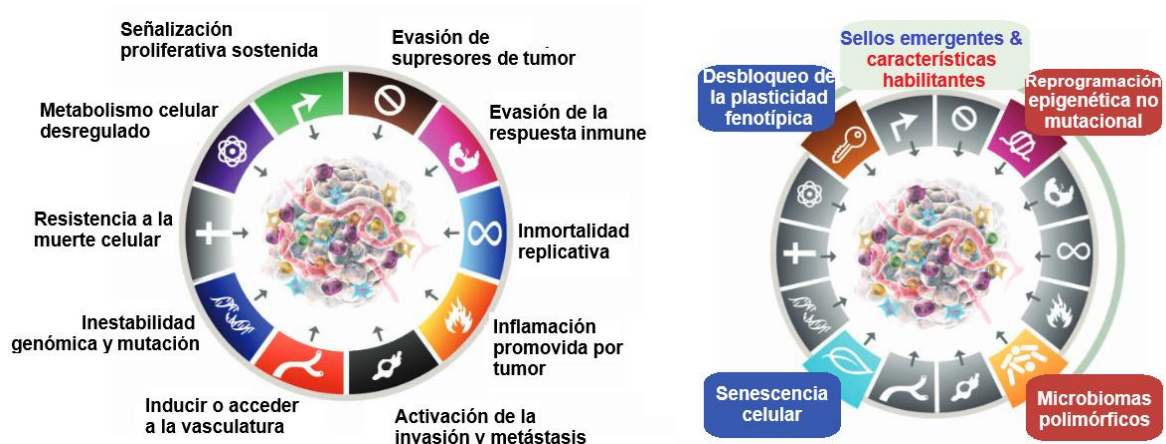 Señalización
proliferativa sostenida
Evasión de
supresores de tumor
Metabolismo celular
desregulado
Evasión de la
respuesta inmune
Resistencia a la
muerte celular
Inmortalidad
replicativa
Inestabilidad
genómica y mutación
Inflamación
promovida por
tumor
Inducir o acceder
a la vasculatura
Activación de la
invasión y metástasis
Sellos emergentes &
características
habilitantes
Desbloqueo de
la plasticidad
fenotípica
Reprogramación
epigenética no
mutacional
Senescencia
celular
Microbiomas
polimórficos